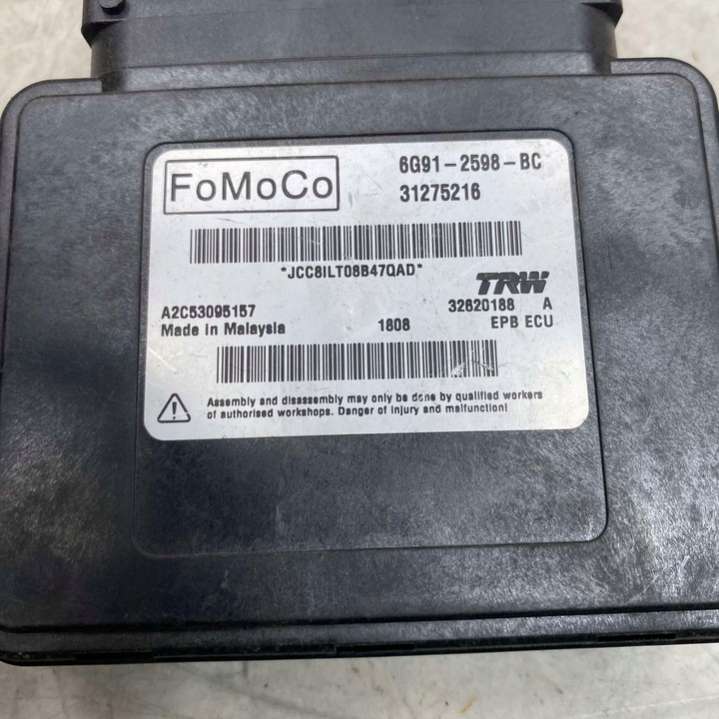 FoMoCo
6G91-2598-BC
31275216
*JCC8ILT08B47QAD*
TRW
A2C53095157
32620188 A
Made in Malaysia 1808 EPB ECU
Assembly and disassembly may only be done by qualified workers
of authorised workshops. Danger of injury and malfunction!